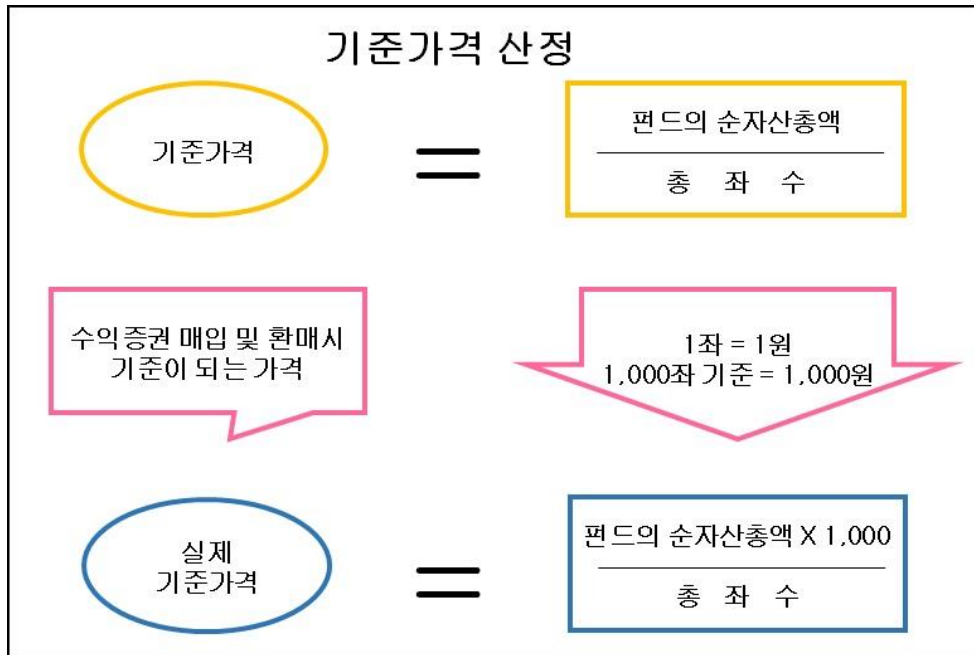 기준가격 산정
기준가격
=
펀드의 순자산총액
총 좌 수
수익증권 매입 및 환매시
기준이 되는 가격
1좌 = 1원
1,000좌 기준 = 1,000원
실제
기준가격
=
펀드의 순자산총액 X 1,000
총 좌 수